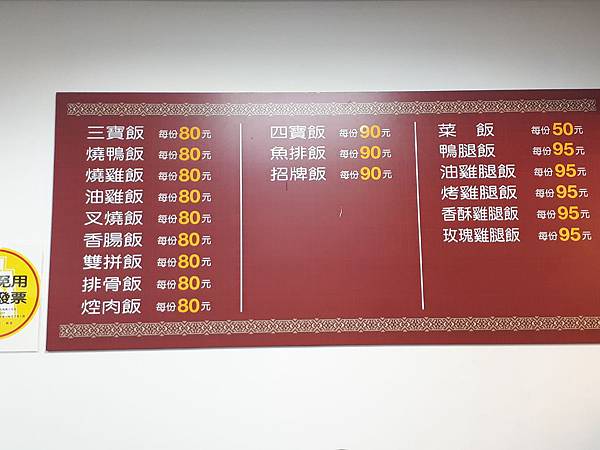 三寶飯 每份80元
燒鴨飯 每份80元
燒雞飯 每份80元
油雞飯 每份80元
叉燒飯 每份80元
香腸飯 每份80元
雙拼飯 每份80元
排骨飯 每份80元
焢肉飯 每份80元
四寶飯 每份90元
魚排飯 每份90元
招牌飯 每份90元
菜 飯 每份50元
鴨腿飯 每份95元
油雞腿飯 每份95元
烤雞腿飯 每份95元
香酥雞腿飯 每份95元
玫瑰雞腿飯 每份95元
免用
發票